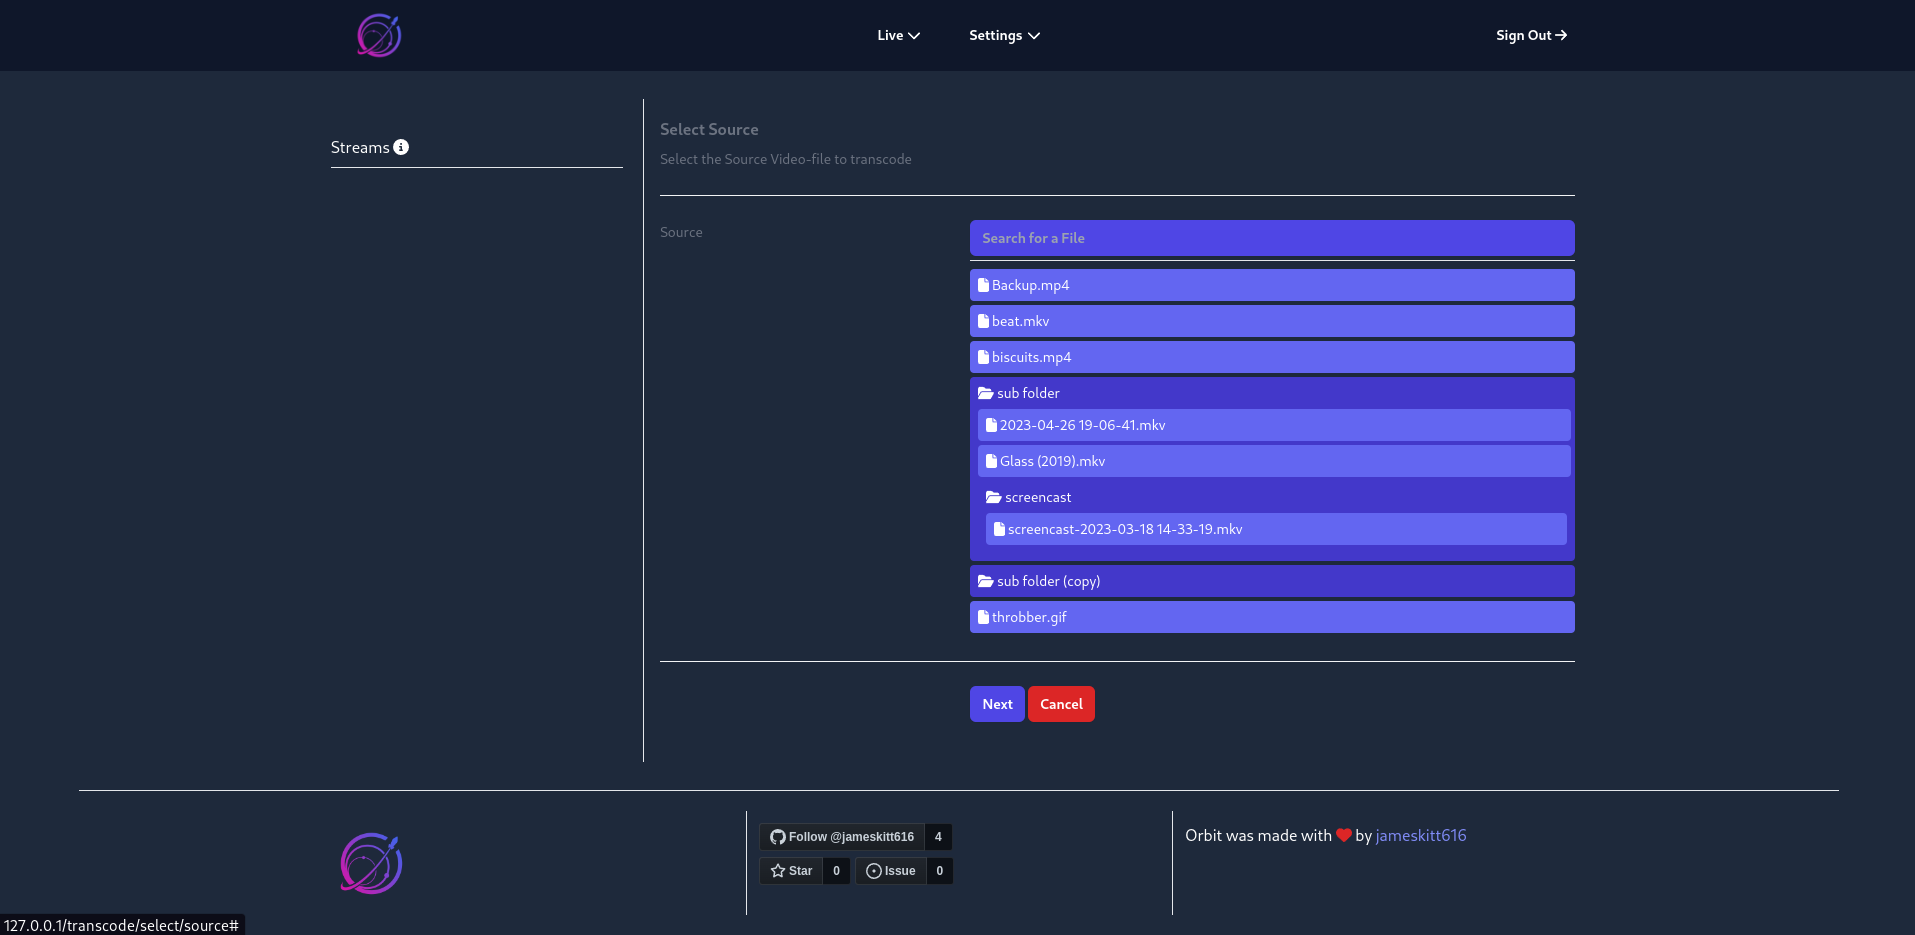 Live Settings Sign Out
Streams
Select Source
Select the Source Video-file to transcode
Source
Search for a File
Backup.mp4
beat.mkv
biscuits.mp4
sub folder
2023-04-26 19-06-41.mkv
Glass (2019).mkv
screencast
screencast-2023-03-18 14-33-19.mkv
sub folder (copy)
throbber.gif
Next Cancel
Follow @jameskitt616 4
Star 0 Issue 0
Orbit was made with by jameskitt616
127.0.0.1/transcode/select/source#